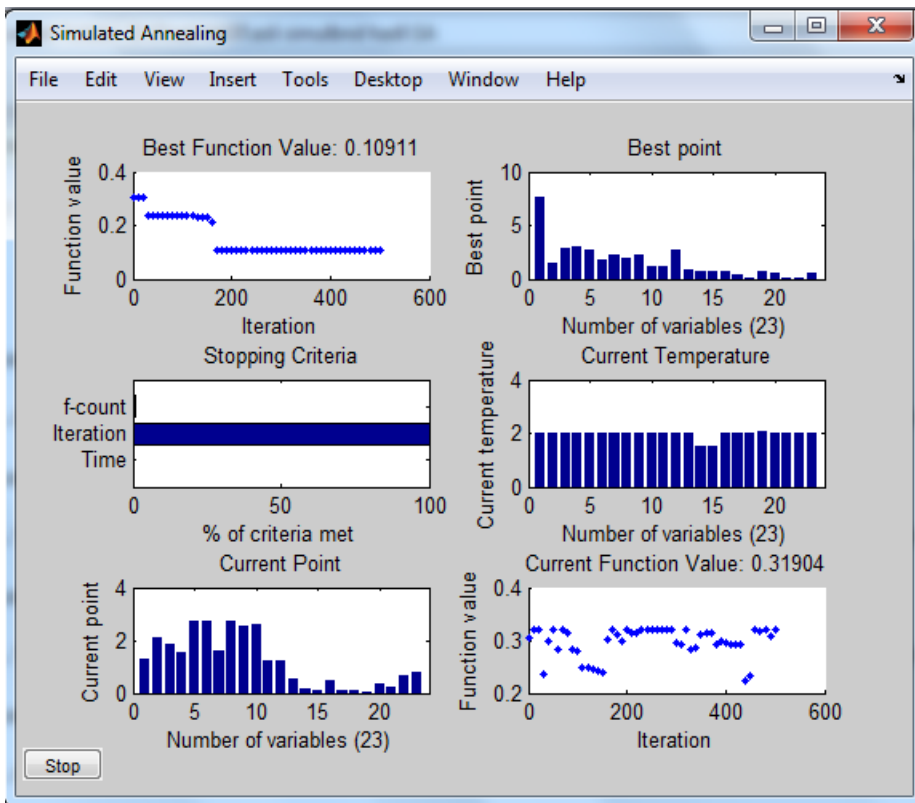 Simulated Annealing
File Edit View Insert Tools Desktop Window Help
Best Function Value: 0.10911
Function value
0.4
0.2
0
0 200 400 600
Iteration
Best point
Best point
10
5
0
0 5 10 15 20
Number of variables (23)
Stopping Criteria
f-count
Iteration
Time
0 50 100
% of criteria met
Current Temperature
Current temperature
4
2
0
0 5 10 15 20
Number of variables (23)
Current Point
Current point
4
2
0
0 5 10 15 20
Number of variables (23)
Current Function Value: 0.31904
Function value
0.4
0.3
0.2
0 200 400 600
Iteration
Stop